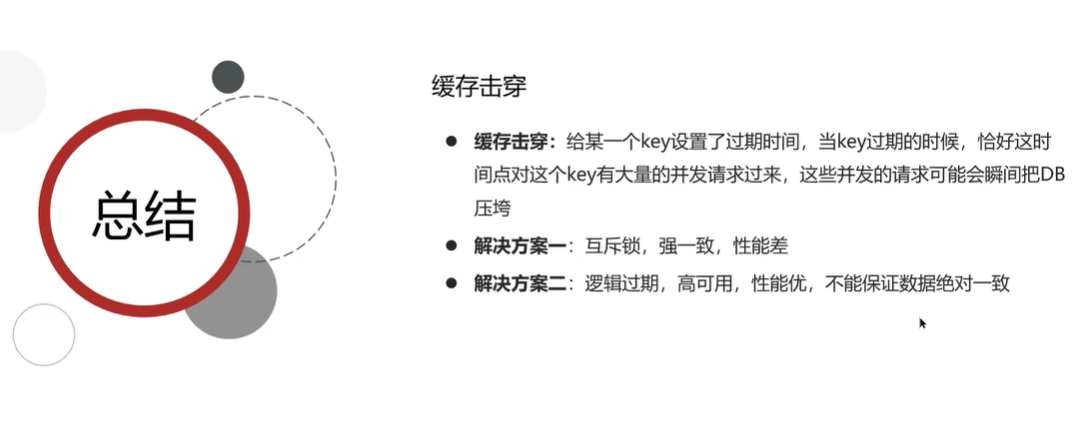 总结
缓存击穿
缓存击穿：给某一个key设置了过期时间，当key过期的时候，恰好这时
间点对这个key有大量的并发请求过来，这些并发的请求可能会瞬间把DB
压垮
解决方案一：互斥锁，强一致，性能差
解决方案二：逻辑过期，高可用，性能优，不能保证数据绝对一致